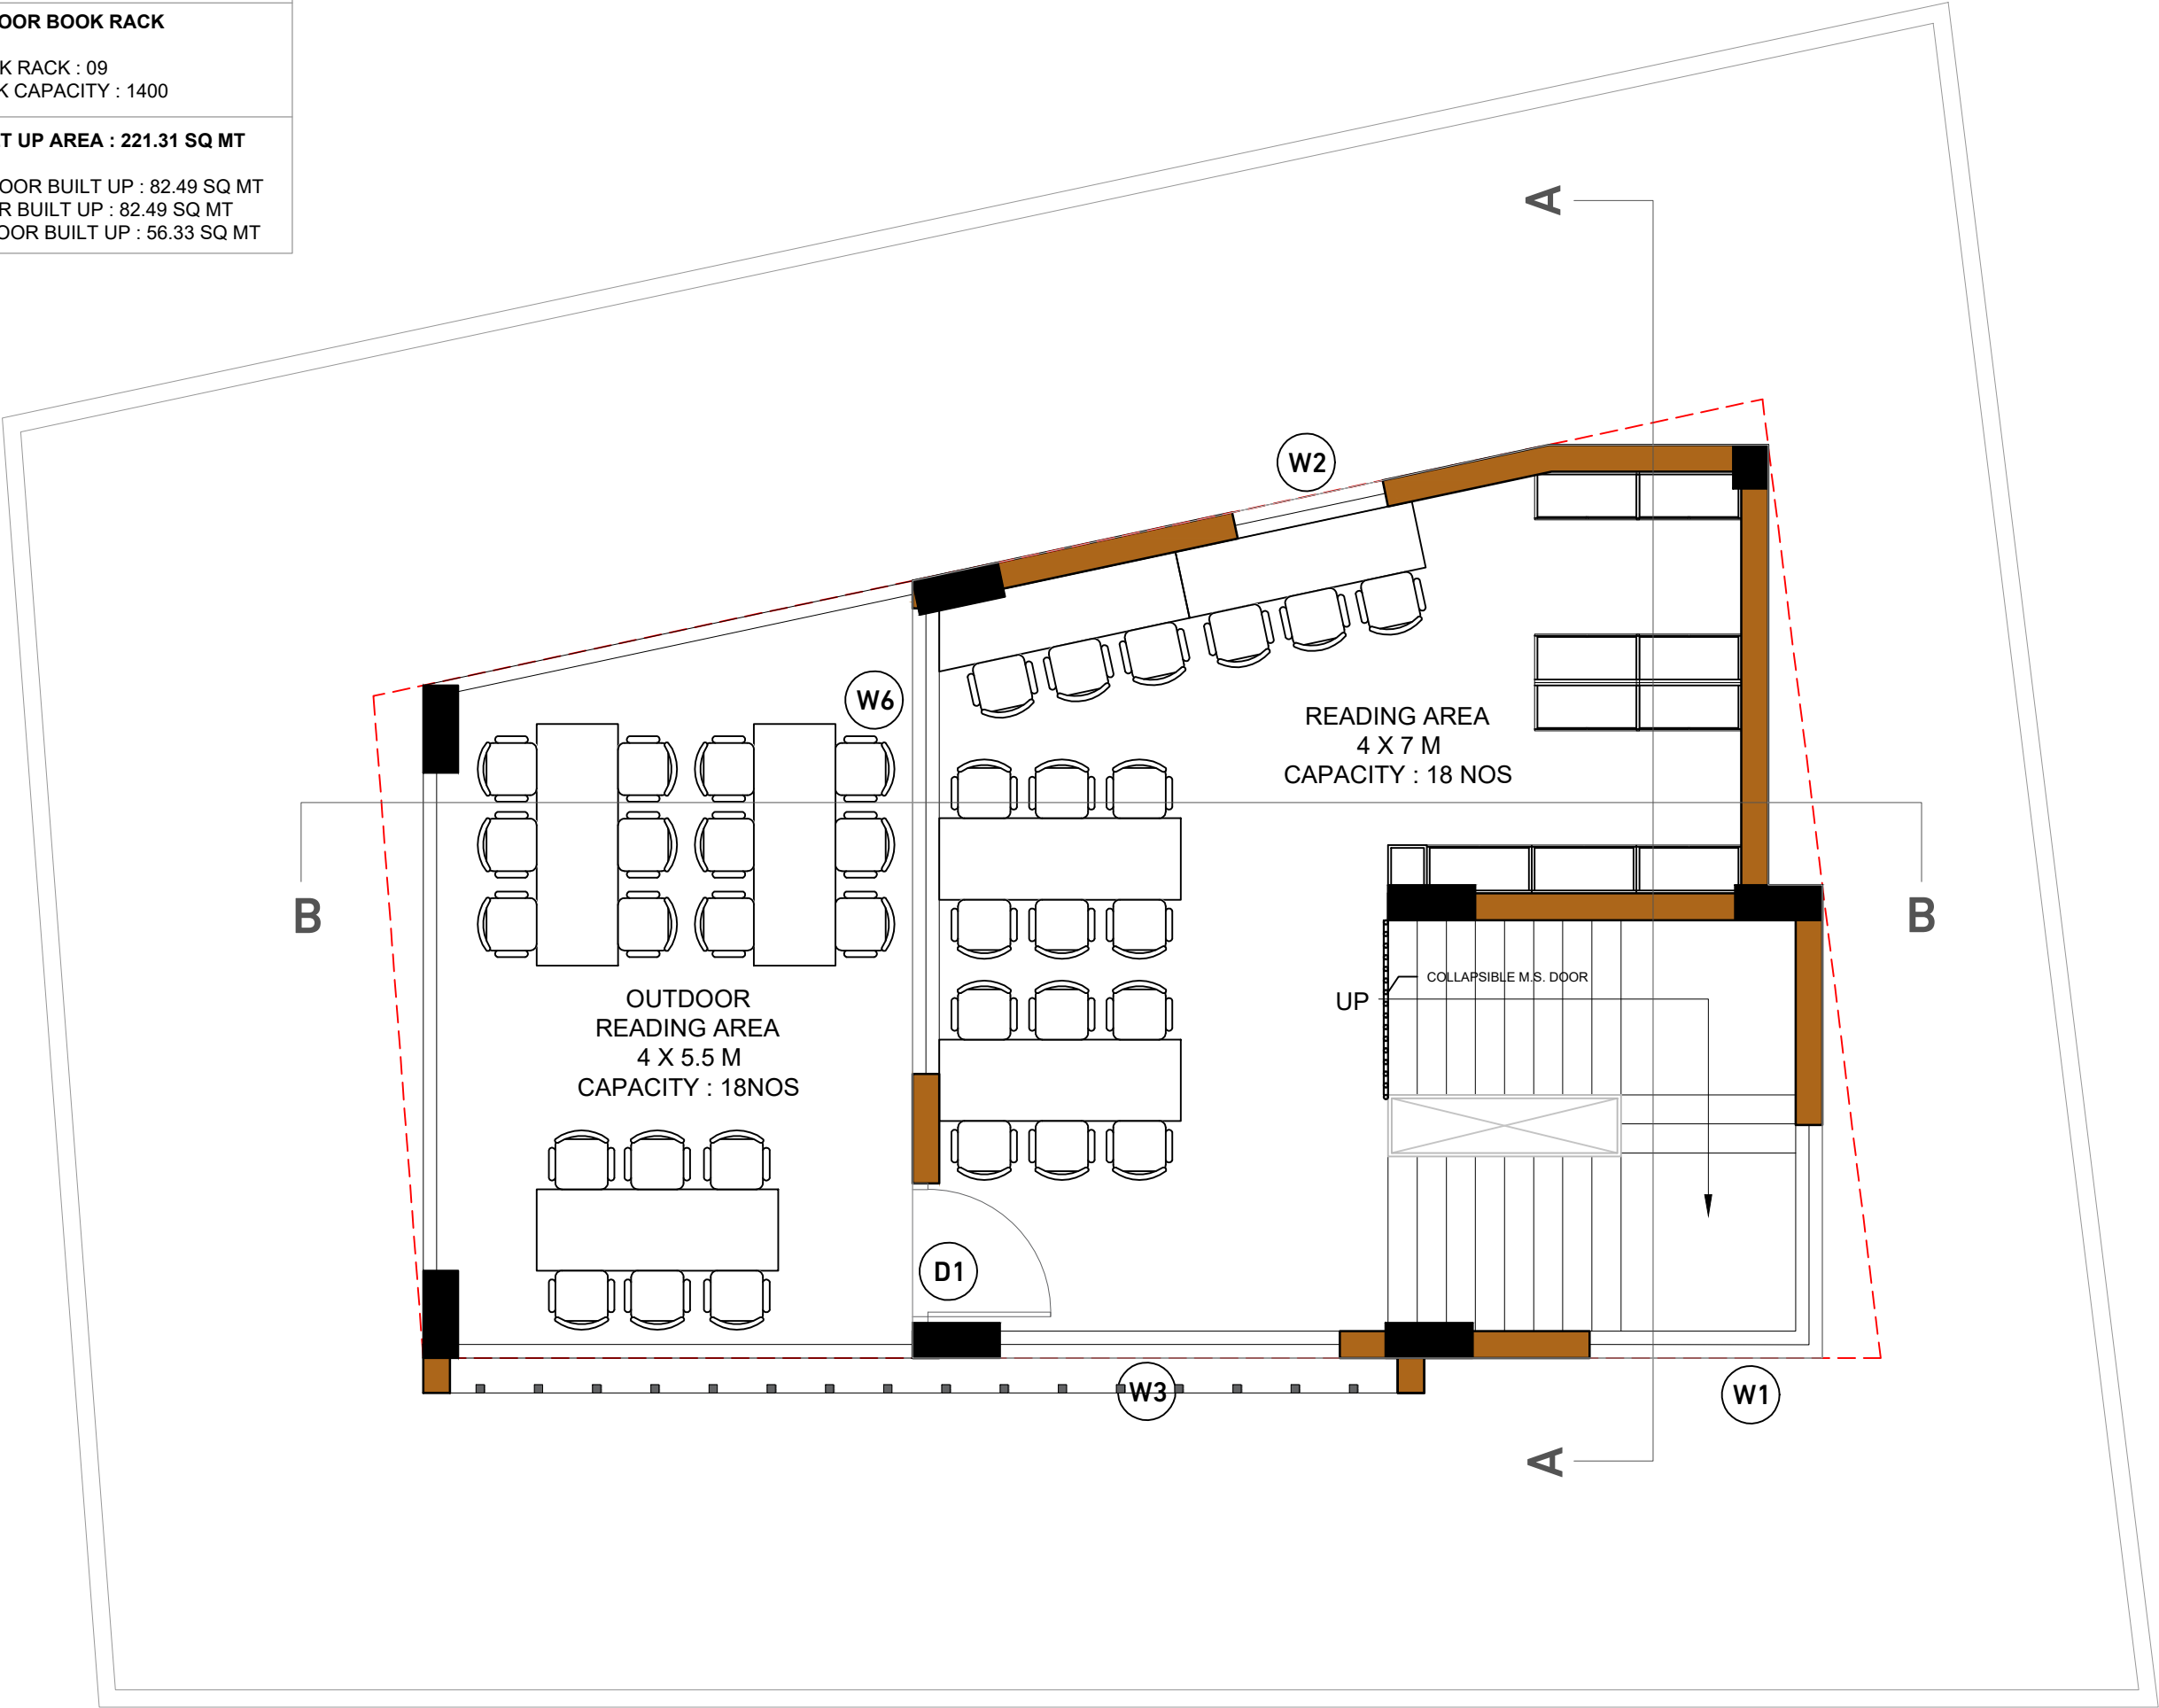 OOR BOOK RACK
K RACK : 09
K CAPACITY : 1400
T UP AREA : 221.31 SQ MT
OOR BUILT UP : 82.49 SQ MT
R BUILT UP : 82.49 SQ MT
OOR BUILT UP : 56.33 SQ MT
A
W2
W6
READING AREA
4 X 7 M
CAPACITY : 18 NOS
B
B
COLLAPSIBLE M.S. DOOR
UP
OUTDOOR
READING AREA
4 X 5.5 M
CAPACITY : 18NOS
D1
W3
W1
A